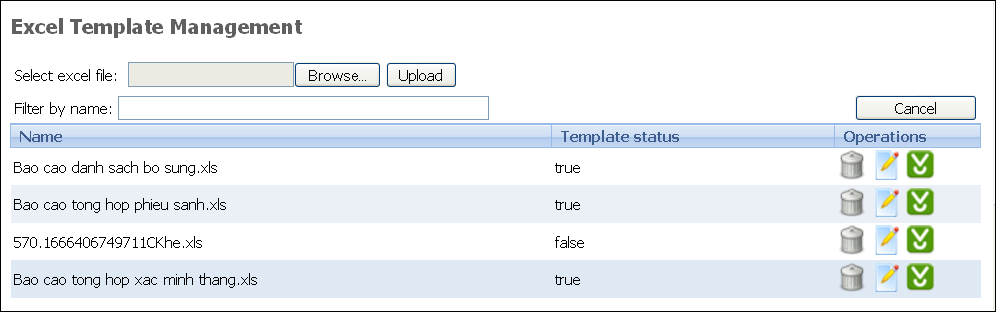 Excel Template Management
Select excel file: Browse... Upload
Filter by name: Cancel
Name Template status Operations
Bao cao danh sach bo sung.xls true
Bao cao tong hop phieu sanh.xls true
570.1666406749711CKhe.xls false
Bao cao tong hop xac minh thang.xls true